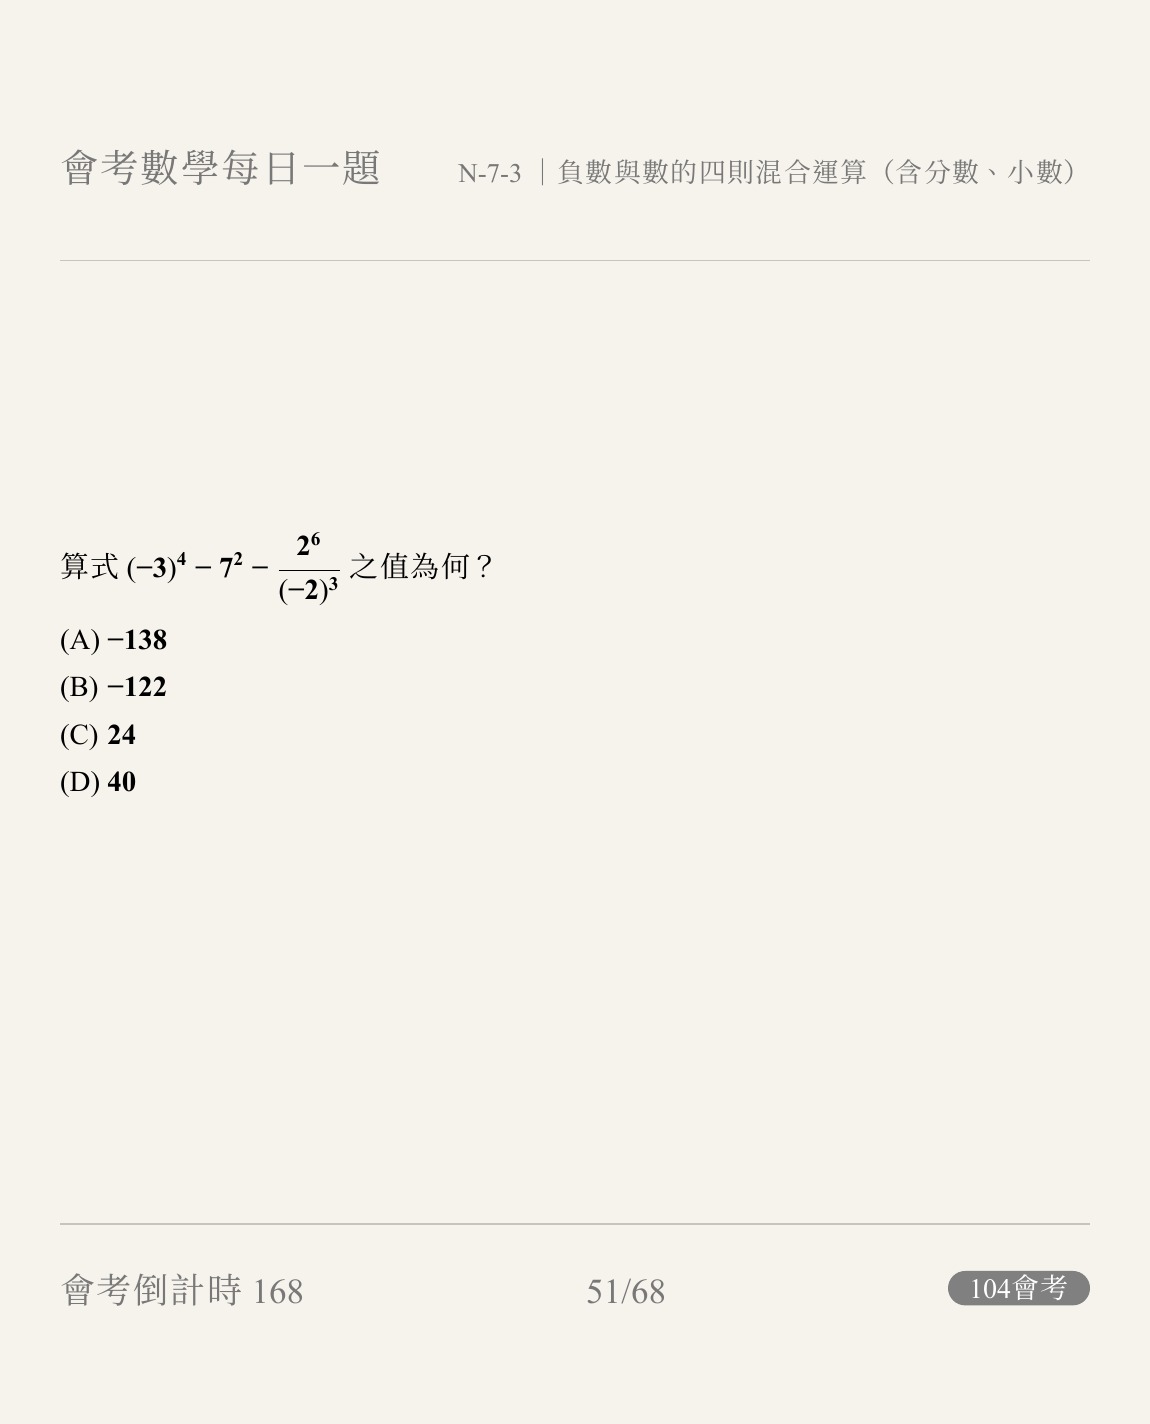 會考數學每日一題
N-7-3｜負數與數的四則混合運算（含分數、小數）
算式 (−3)⁴ − 7² − 2⁶/(−2)³ 之值為何？
(A) −138
(B) −122
(C) 24
(D) 40
會考倒計時 168
51/68
104會考